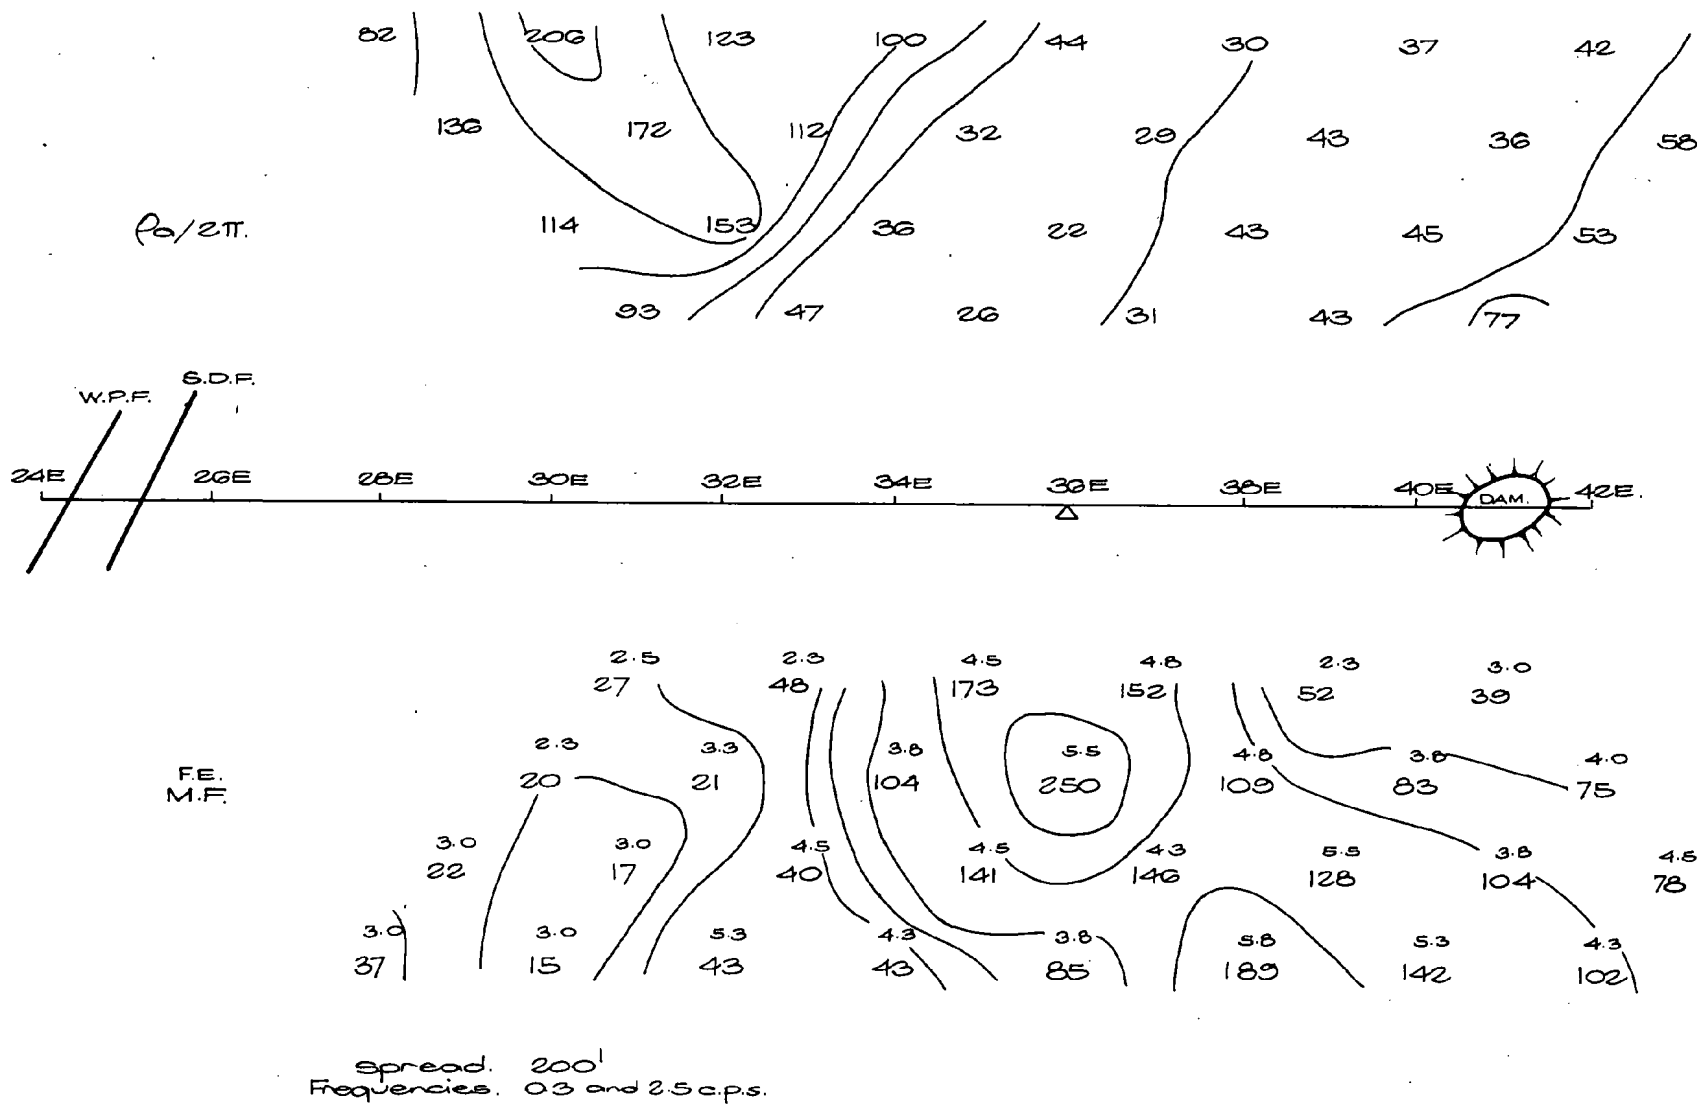 82 206 123 100 44 30 37 42
136 172 112 32 29 43 36 58
ρa/2π. 114 153 36 22 43 45 53
93 47 26 31 43 77
S.D.F.
W.P.F.
24E 26E 28E 30E 32E 34E 36E 38E 40E DAM. 42E.
2.5 2.3 4.5 4.8 2.3 3.0
27 48 173 152 52 39
2.3 3.3 3.8 5.5 4.8 3.8 4.0
F.E. 20 21 104 250 109 83 75
M.F.
3.0 3.0 4.5 4.5 4.3 5.5 3.8 4.5
22 17 40 141 146 128 104 78
3.0 3.0 5.3 4.3 3.8 5.8 5.3 4.3
37 15 43 43 85 189 142 102
Spread. 200'
Frequencies. 0.3 and 2.5 c.p.s.